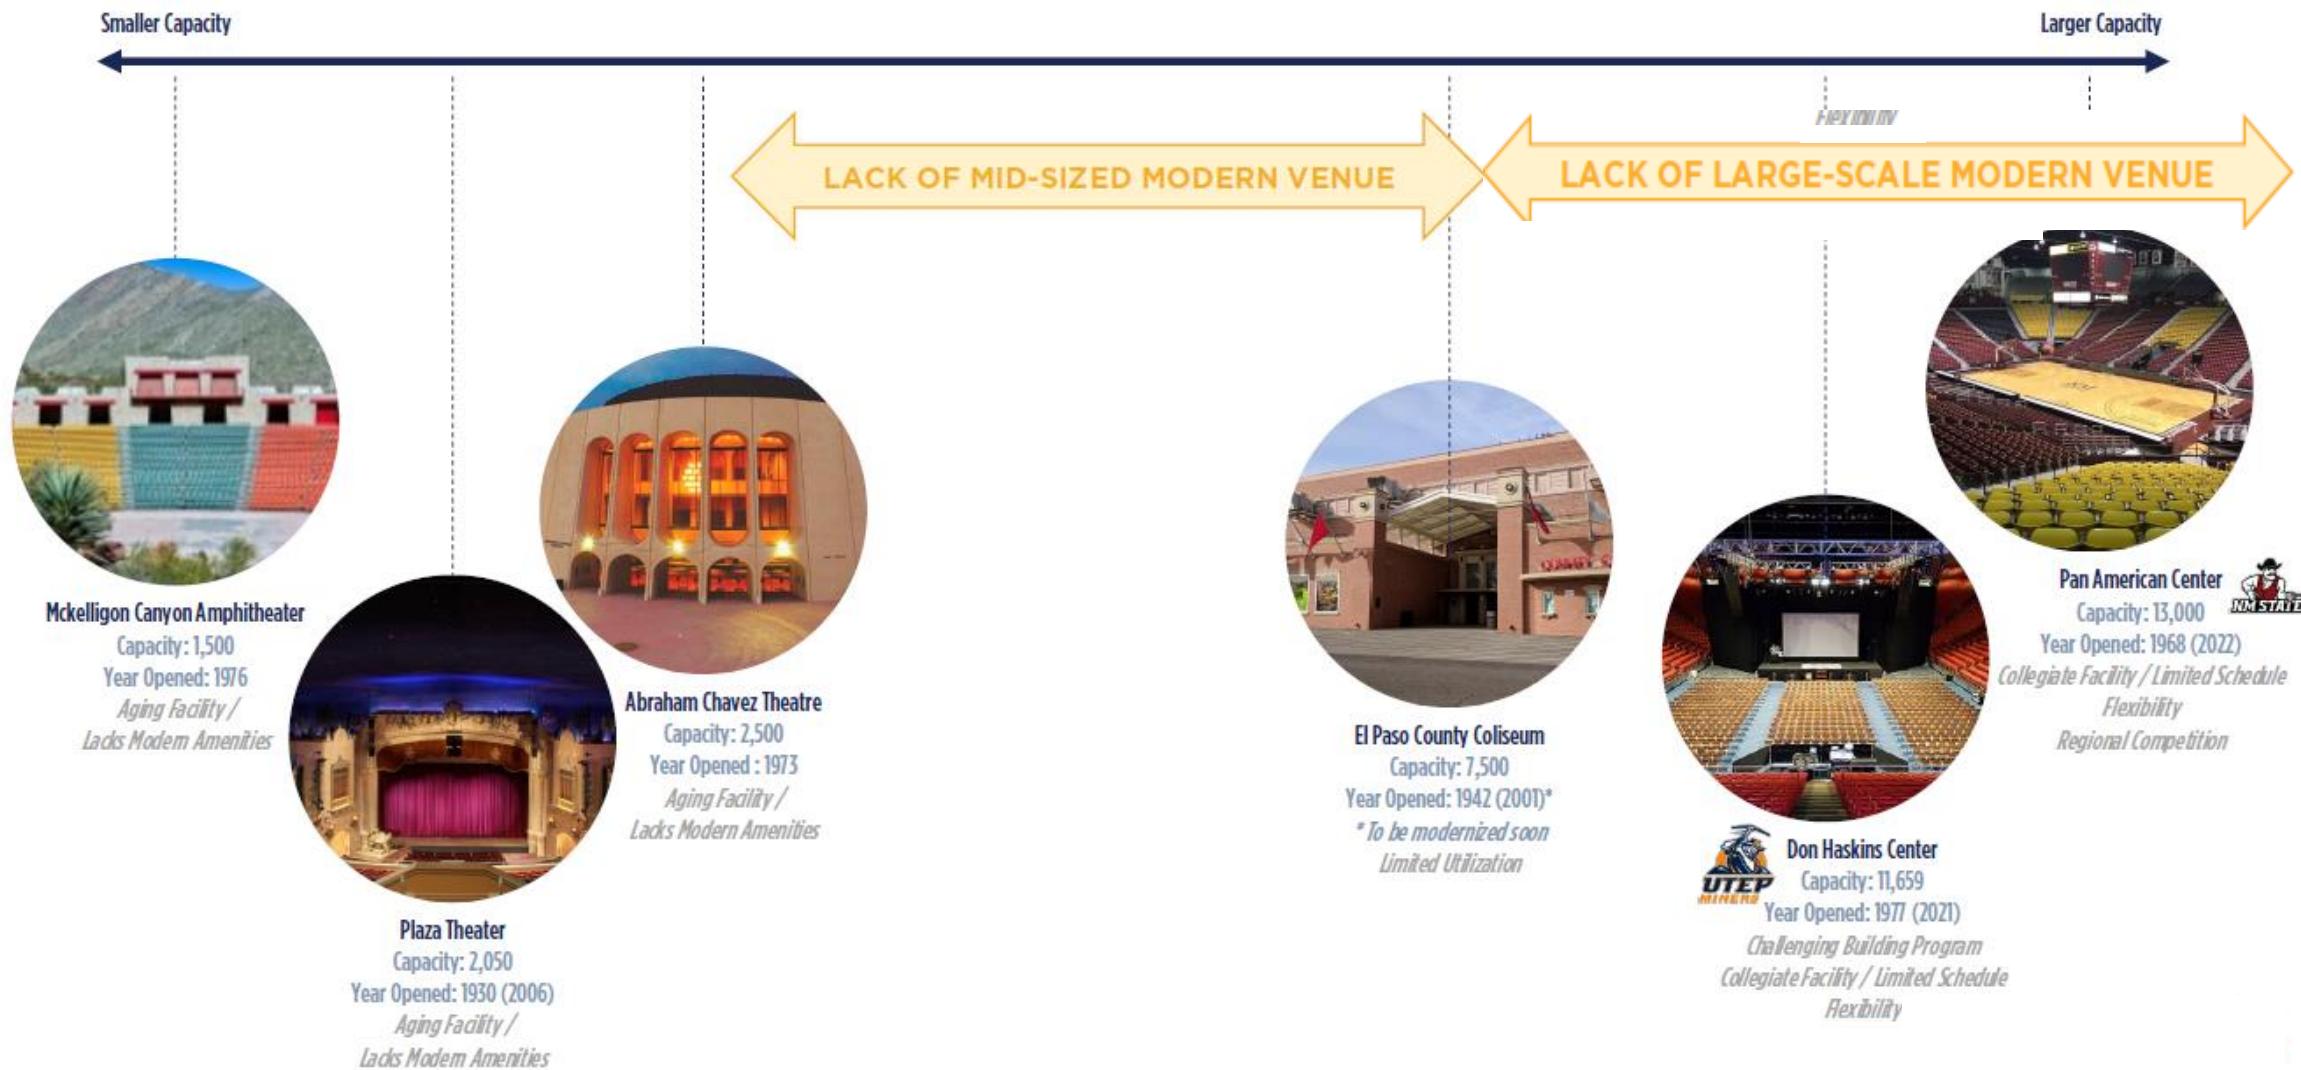 Smaller Capacity
Larger Capacity
Flexibility
LACK OF MID-SIZED MODERN VENUE
LACK OF LARGE-SCALE MODERN VENUE
Mckelligon Canyon Amphitheater
Capacity: 1,500
Year Opened: 1976
Aging Facility /
Lacks Modern Amenities
Plaza Theater
Capacity: 2,050
Year Opened: 1930 (2006)
Aging Facility /
Lacks Modern Amenities
Abraham Chavez Theatre
Capacity: 2,500
Year Opened : 1973
Aging Facility /
Lacks Modern Amenities
El Paso County Coliseum
Capacity: 7,500
Year Opened: 1942 (2001)*
*To be modernized soon
Limited Utilization
UTEP
MINERS
Don Haskins Center
Capacity: 11,659
Year Opened: 1977 (2021)
Challenging Building Program
Collegiate Facility / Limited Schedule
Flexibility
Pan American Center
NM STATE
Capacity: 13,000
Year Opened: 1968 (2022)
Collegiate Facility / Limited Schedule
Flexibility
Regional Competition